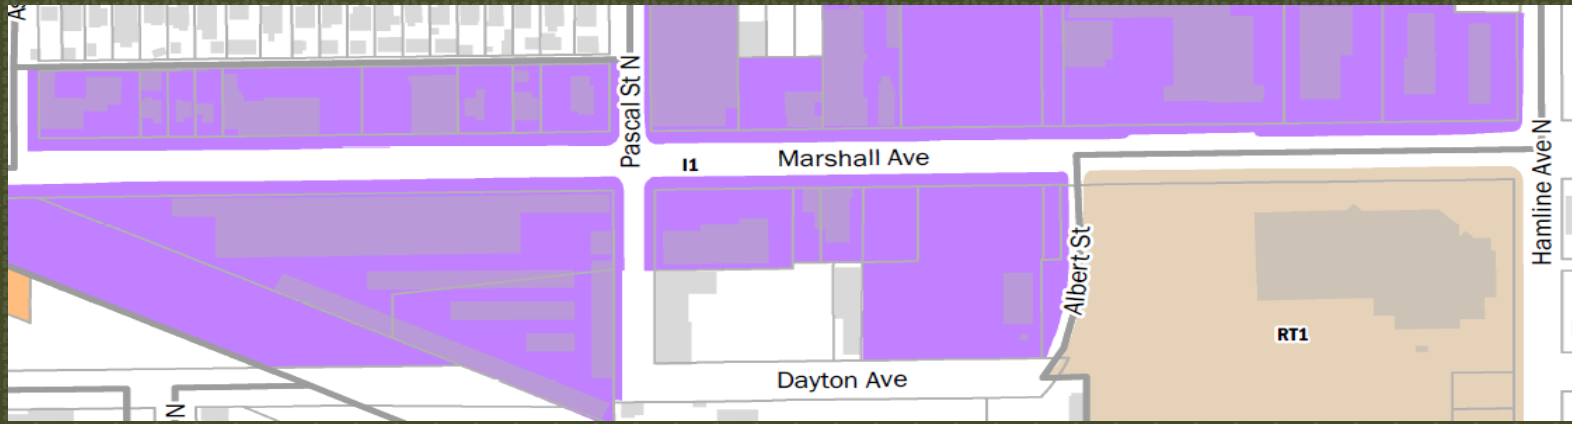 Pascal St N
I1
Marshall Ave
Hamline Ave N
Albert St
RT1
Dayton Ave
N